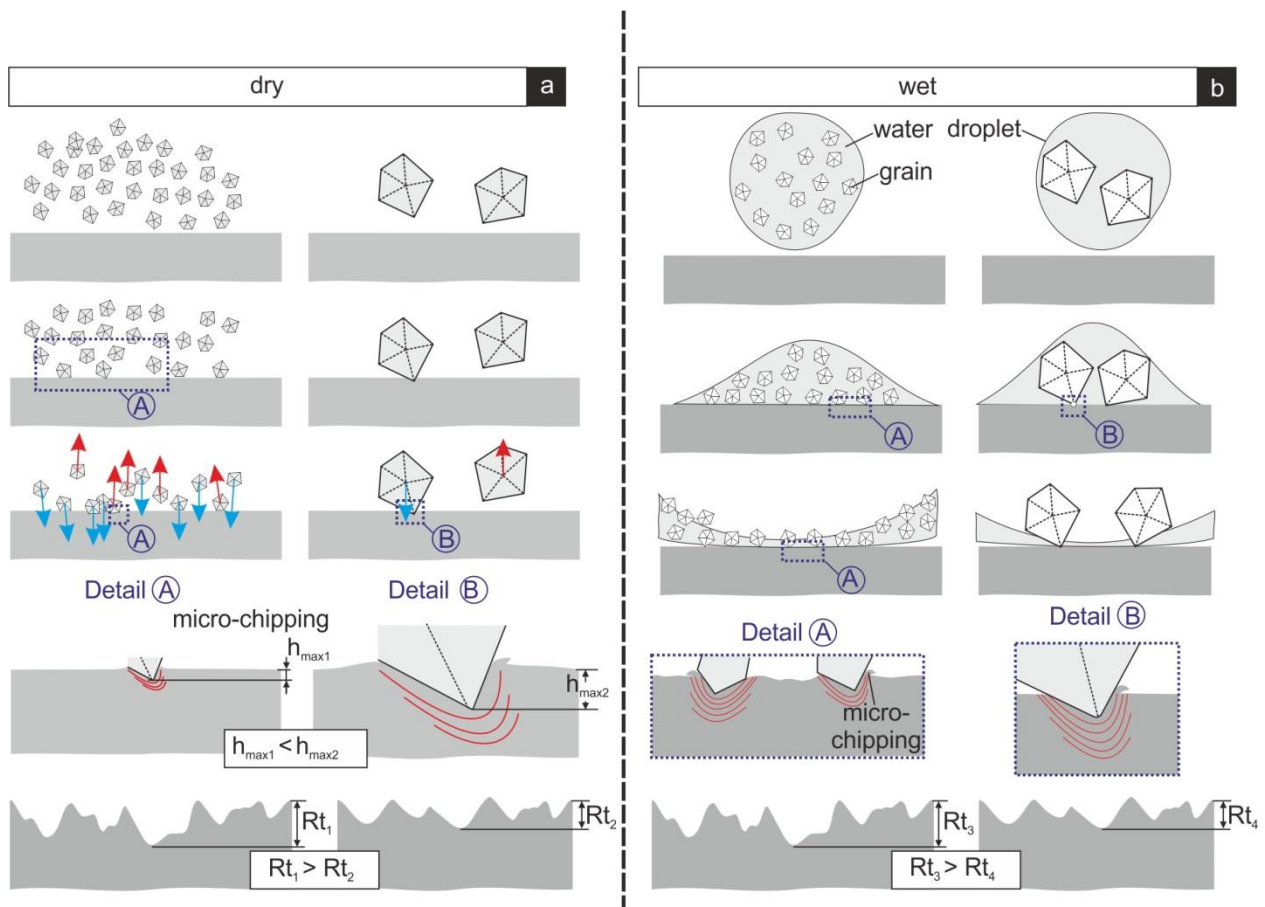 dry
a
A
A
B
Detail A
Detail B
micro-chipping
hmax1
hmax2
hmax1 < hmax2
Rt1
Rt2
Rt1 > Rt2
wet
b
water droplet
grain
A
B
A
Detail A
Detail B
micro-
chipping
Rt3
Rt4
Rt3 > Rt4